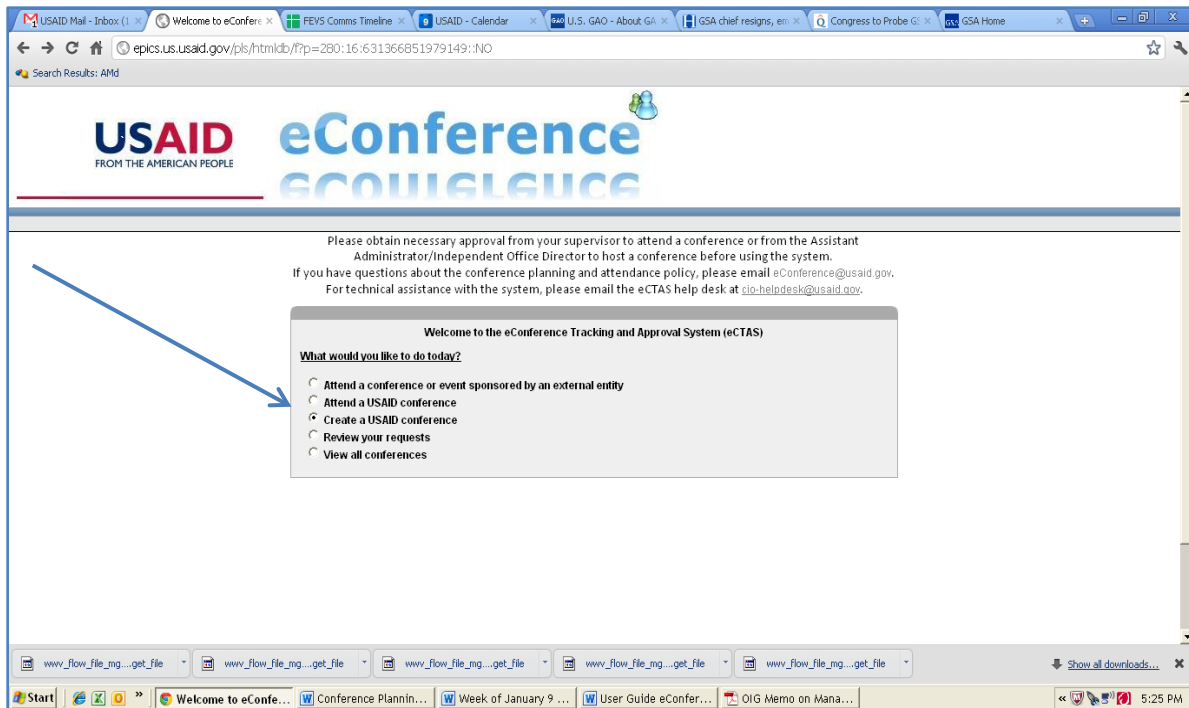 USAID Mail - Inbox (1
Welcome to eConfere
FEVS Comms Timeline
USAID - Calendar
U.S. GAO - About GA
GSA chief resigns, em
Congress to Probe GS
GSA Home
epics.us.usaid.gov/pls/htmldb/f?p=280:16:631366851979149::NO
Search Results: AMd
USAID
FROM THE AMERICAN PEOPLE
eConference
Please obtain necessary approval from your supervisor to attend a conference or from the Assistant
Administrator/Independent Office Director to host a conference before using the system.
If you have questions about the conference planning and attendance policy, please email eConference@usaid.gov.
For technical assistance with the system, please email the eCTAS help desk at cio-helpdesk@usaid.gov.
Welcome to the eConference Tracking and Approval System (eCTAS)
What would you like to do today?
Attend a conference or event sponsored by an external entity
Attend a USAID conference
Create a USAID conference
Review your requests
View all conferences
wwv_flow_file_mg....get_file
wwv_flow_file_mg....get_file
wwv_flow_file_mg....get_file
wwv_flow_file_mg....get_file
wwv_flow_file_mg....get_file
Show all downloads...
Start
Welcome to eConfe...
Conference Plannin...
Week of January 9 ...
User Guide eConfer...
OIG Memo on Mana...
5:25 PM